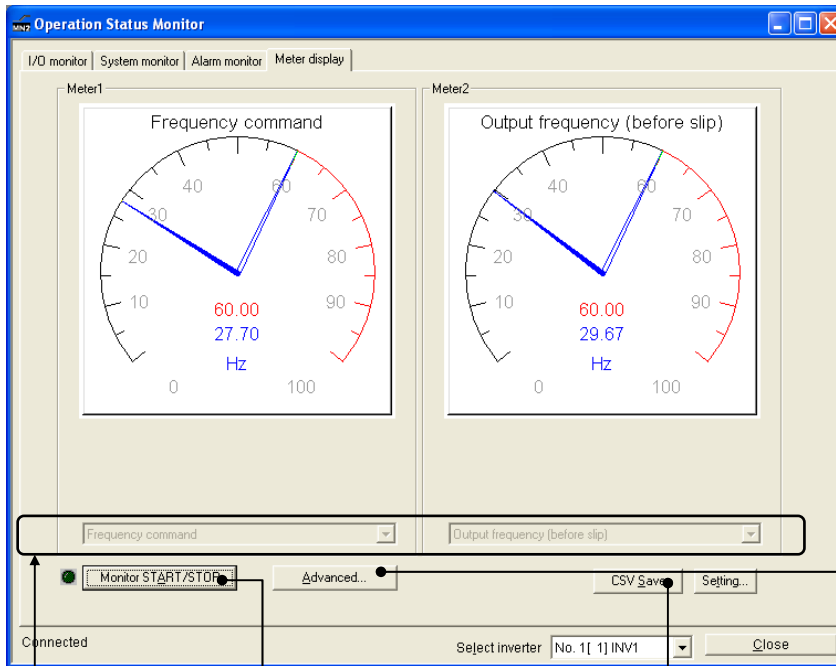 MN2 Operation Status Monitor
I/O monitor System monitor Alarm monitor Meter display
Meter1
Frequency command
0
10
20
30
40
60
70
80
90
100
60.00
27.70
Hz
Meter2
Output frequency (before slip)
0
10
20
30
40
60
70
80
90
100
60.00
29.67
Hz
Frequency command
Output frequency (before slip)
Monitor START/STOP
Advanced...
CSV Save
Setting...
Connected
Select inverter
No. 1[ 1] INV1
Close